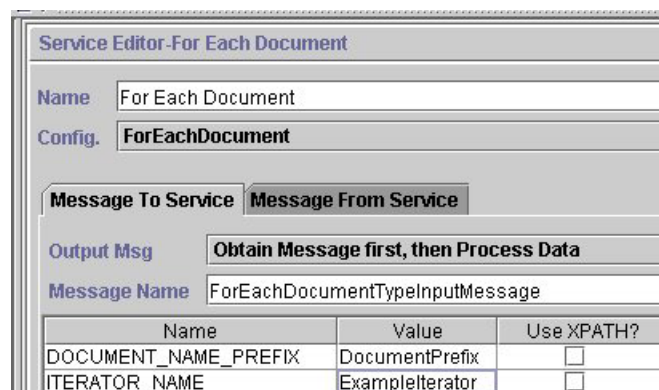 Service Editor-For Each Document
Name For Each Document
Config. ForEachDocument
Message To Service Message From Service
Output Msg Obtain Message first, then Process Data
Message Name ForEachDocumentTypeInputMessage
Name Value Use XPATH?
DOCUMENT_NAME_PREFIX DocumentPrefix
ITERATOR_NAME ExampleIterator